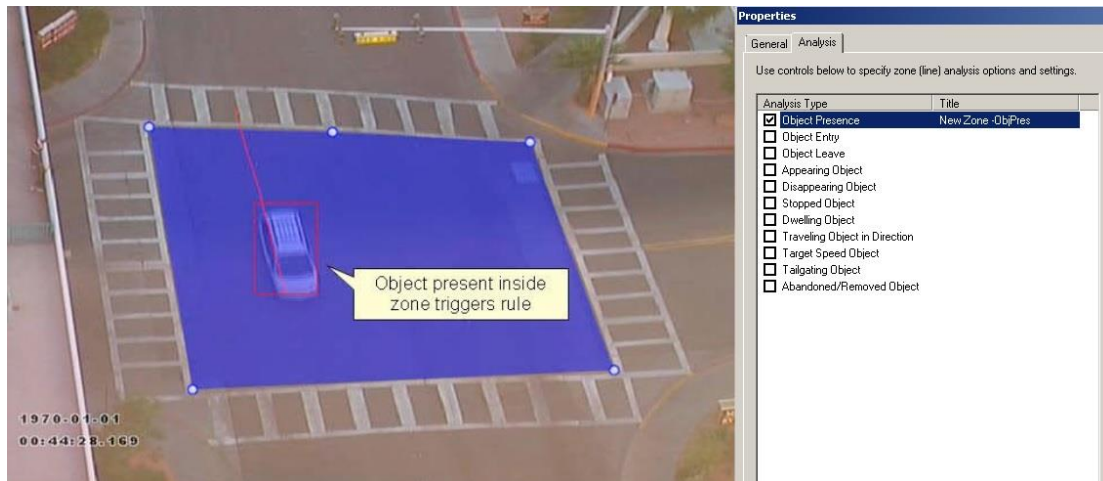 Object present inside
zone triggers rule
1970-01-01
00:44:28.169
Properties
General
Analysis
Use controls below to specify zone (line) analysis options and settings.
Analysis Type Title
Object Presence New Zone -ObjPres
Object Entry
Object Leave
Appearing Object
Disappearing Object
Stopped Object
Dwelling Object
Traveling Object in Direction
Target Speed Object
Tailgating Object
Abandoned/Removed Object